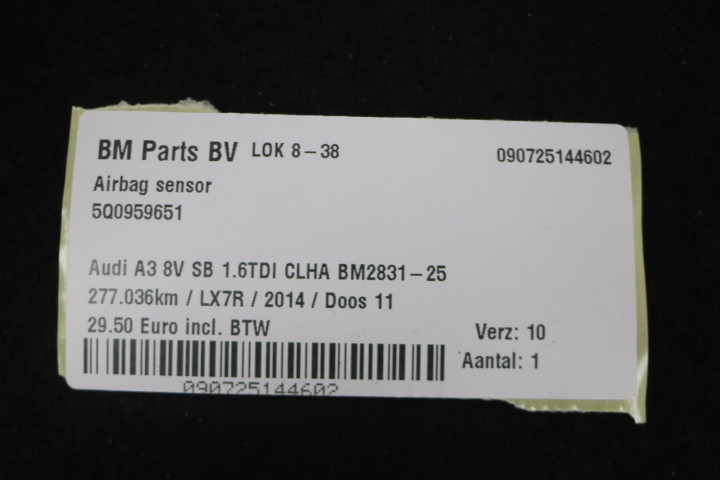 BM Parts BV LOK 8-38 090725144602
Airbag sensor
5Q0959651
Audi A3 8V SB 1.6TDI CLHA BM2831-25
277.036km / LX7R / 2014 / Doos 11
29.50 Euro incl. BTW Verz: 10
Aantal: 1
090725144602